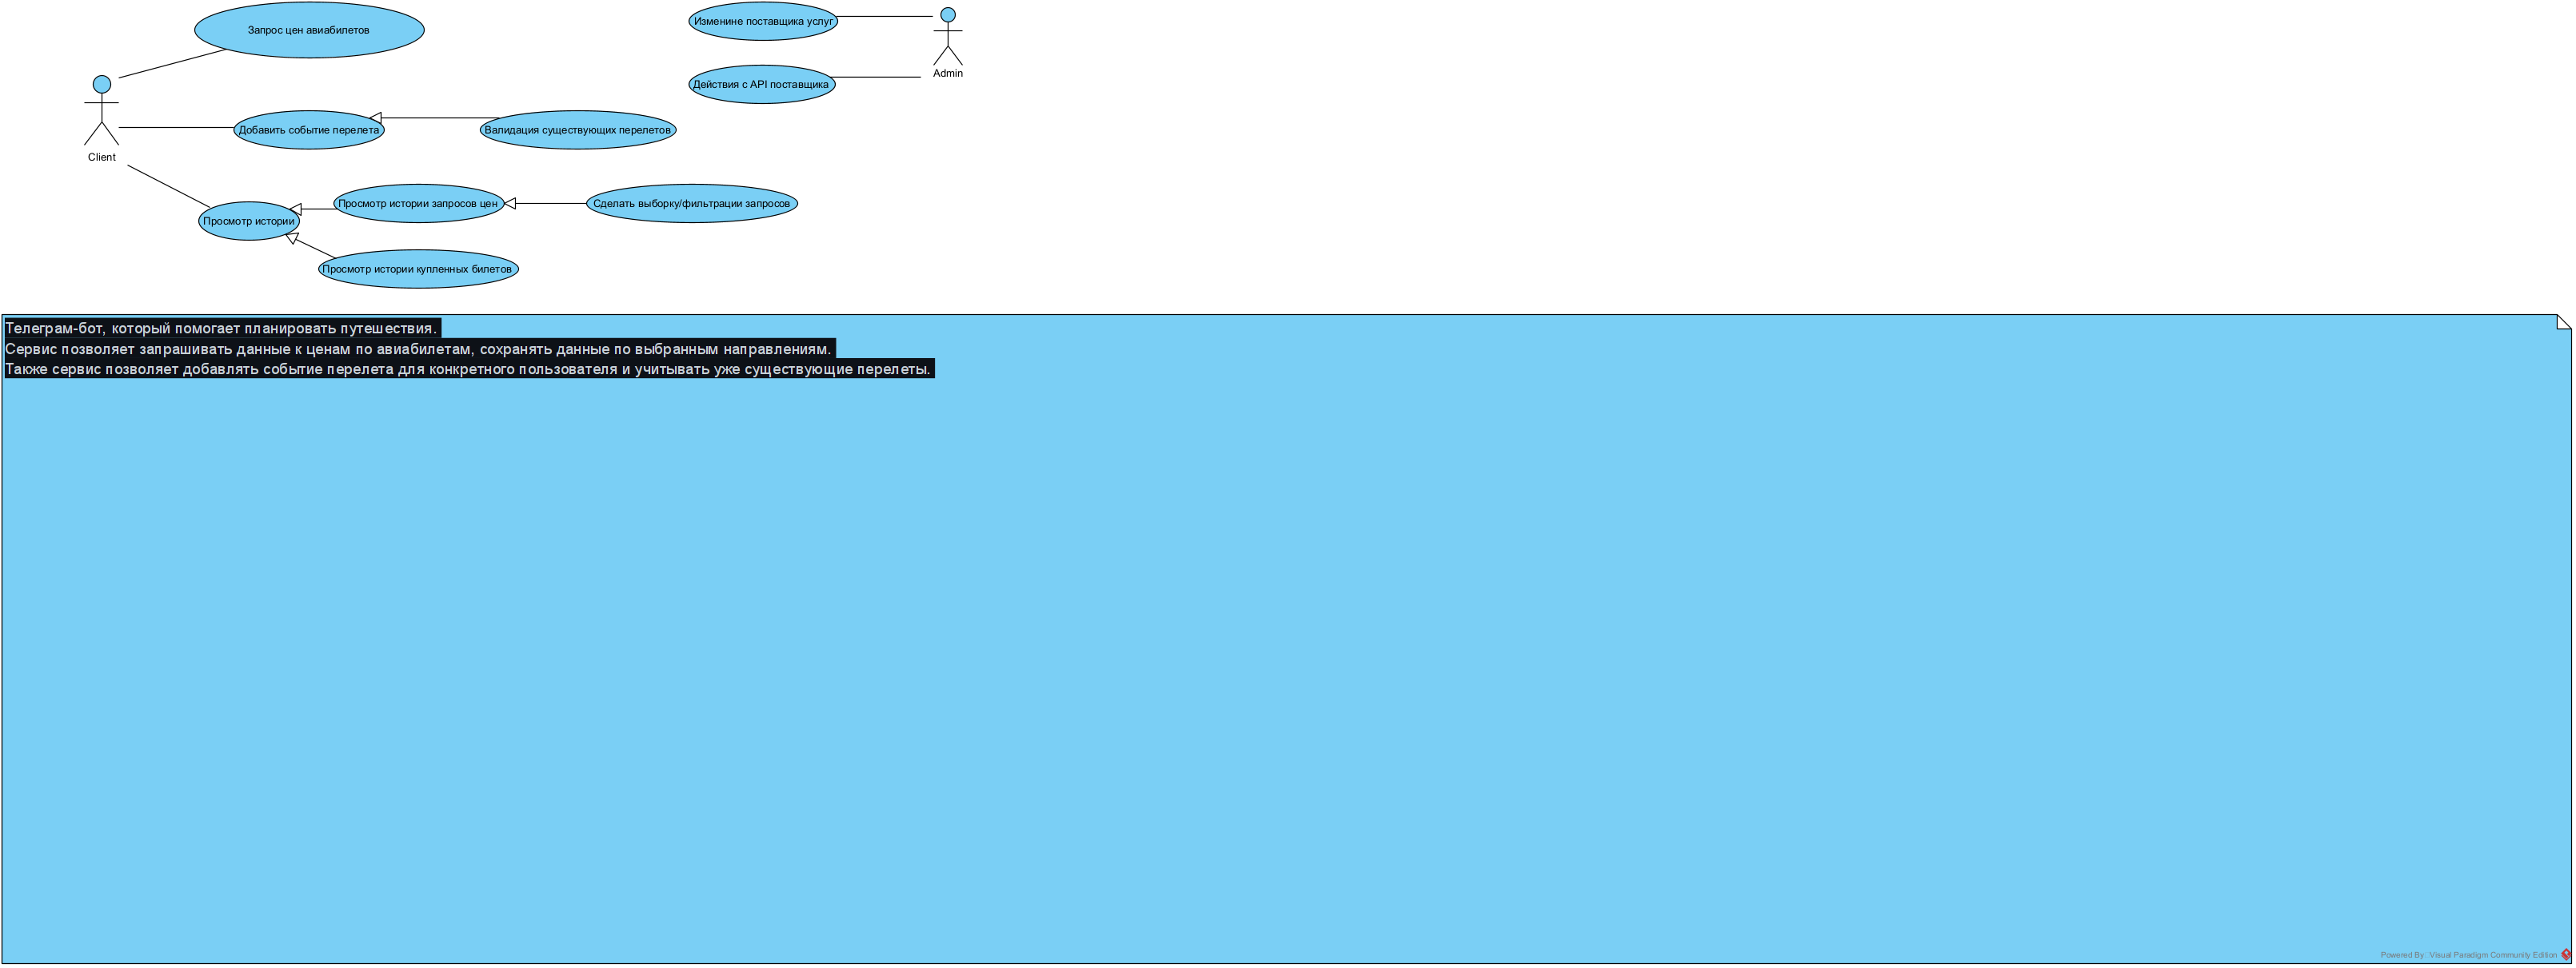 Запрос цен авиабилетов
Изменине поставщика услуг
Admin
Действия с API поставщика
Client
Добавить событие перелета
Валидация существующих перелетов
Просмотр истории
Просмотр истории запросов цен
Сделать выборку/фильтрации запросов
Просмотр истории купленных билетов
Телеграм-бот, который помогает планировать путешествия.
Сервис позволяет запрашивать данные к ценам по авиабилетам, сохранять данные по выбранным направлениям.
Также сервис позволяет добавлять событие перелета для конкретного пользователя и учитывать уже существующие перелеты.
Powered By: Visual Paradigm Community Edition